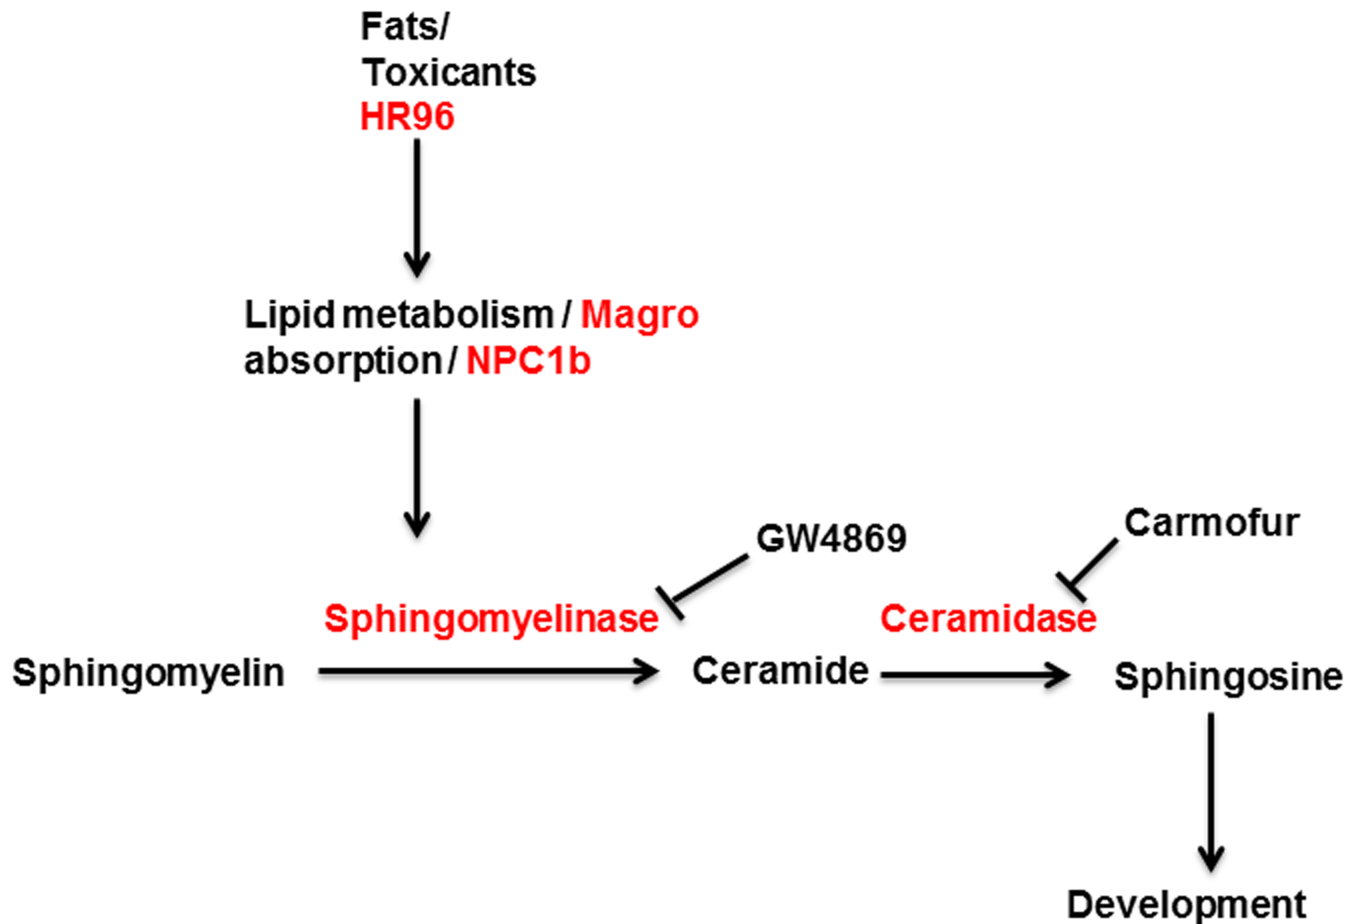 Fats/
Toxicants
HR96
Lipid metabolism / Magro
absorption/ NPC1b
GW4869
Carmofur
Sphingomyelinase
Ceramidase
Sphingomyelin
Ceramide
Sphingosine
Development